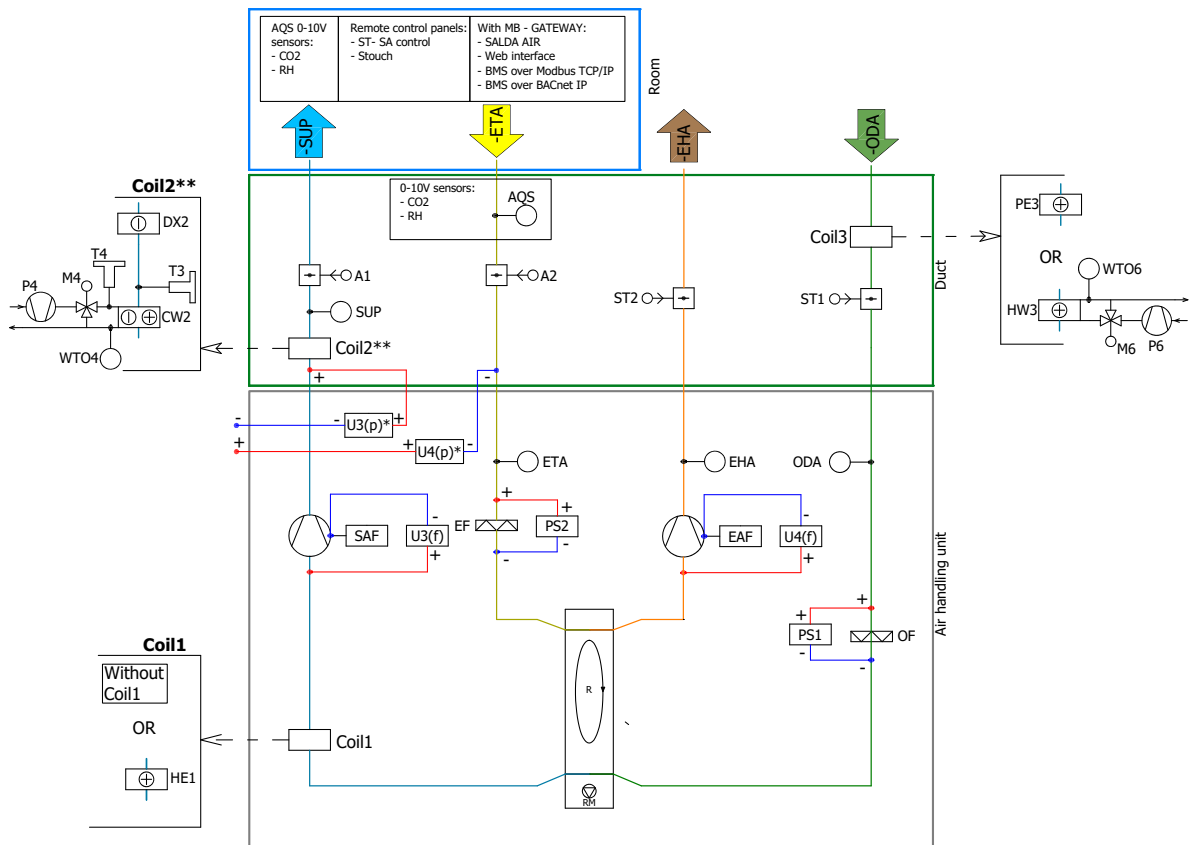 AQS 0-10V
sensors:
- CO2
- RH
Remote control panels:
- ST- SA control
- Stouch
With MB - GATEWAY:
- SALDA AIR
- Web interface
- BMS over Modbus TCP/IP
- BMS over BACnet IP
Room
-SUP
-ETA
-EHA
-ODA
Coil2**
DX2
T4
M4
T3
P4
CW2
WTO4
0-10V sensors:
- CO2
- RH
AQS
A1
A2
SUP
Coil2**
ST2
ST1
Coil3
Duct
PE3
OR
WTO6
HW3
M6
P6
+
-
-
- U3(p)* +
+
+ U4(p)* -
ETA
EHA
ODA
SAF
-
U3(f)
+
EF
+
+
PS2
-
-
EAF
-
U4(f)
+
+
+
PS1
OF
-
-
Air handling unit
R
RM
Coil1
Coil1
Without
Coil1
OR
HE1